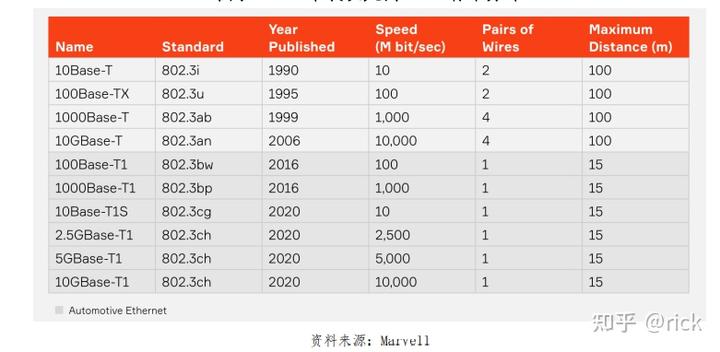 Name Standard Year Published Speed (M bit/sec) Pairs of Wires Maximum Distance (m)
10Base-T 802.3i 1990 10 2 100
100Base-TX 802.3u 1995 100 2 100
1000Base-T 802.3ab 1999 1,000 4 100
10GBase-T 802.3an 2006 10,000 4 100
100Base-T1 802.3bw 2016 100 1 15
1000Base-T1 802.3bp 2016 1,000 1 15
10Base-T1S 802.3cg 2020 10 1 15
2.5GBase-T1 802.3ch 2020 2,500 1 15
5GBase-T1 802.3ch 2020 5,000 1 15
10GBase-T1 802.3ch 2020 10,000 1 15
Automotive Ethernet
知乎 @rick
资料来源：Marvell